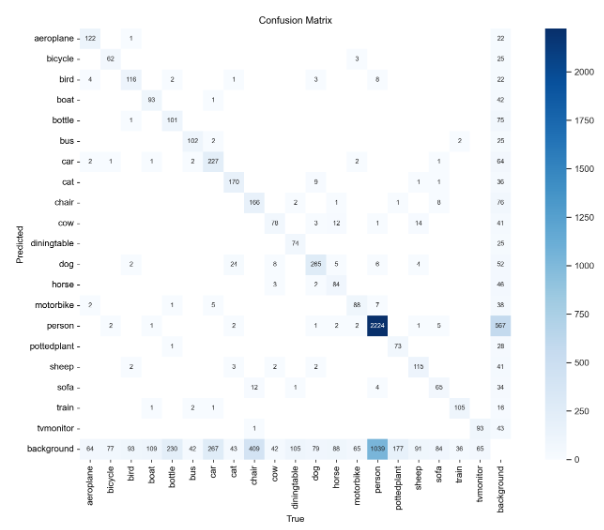 Confusion Matrix
aeroplane 122 1 22
bicycle 62 3 25
bird 4 116 2 1 3 8 22
boat 93 1 42
bottle 1 101 75
bus 102 2 2 25
car 2 1 1 2 227 2 1 64
cat 170 9 1 1 36
chair 166 2 1 1 8 76
cow 78 3 12 1 14 41
diningtable 74 25
dog 2 24 8 265 5 6 4 52
horse 3 2 84 46
motorbike 2 1 5 88 7 38
person 2 1 2 1 2 2 2224 1 5 567
pottedplant 1 73 28
sheep 2 3 2 2 115 41
sofa 12 1 4 65 34
train 1 2 1 105 16
tvmonitor 1 93 43
background 64 77 93 109 230 42 267 43 409 42 105 79 88 65 1039 177 91 84 36 65
aeroplane bicycle bird boat bottle bus car cat chair cow diningtable dog horse motorbike person pottedplant sheep sofa train tvmonitor background
True
Predicted
2000
1750
1500
1250
1000
750
500
250
0